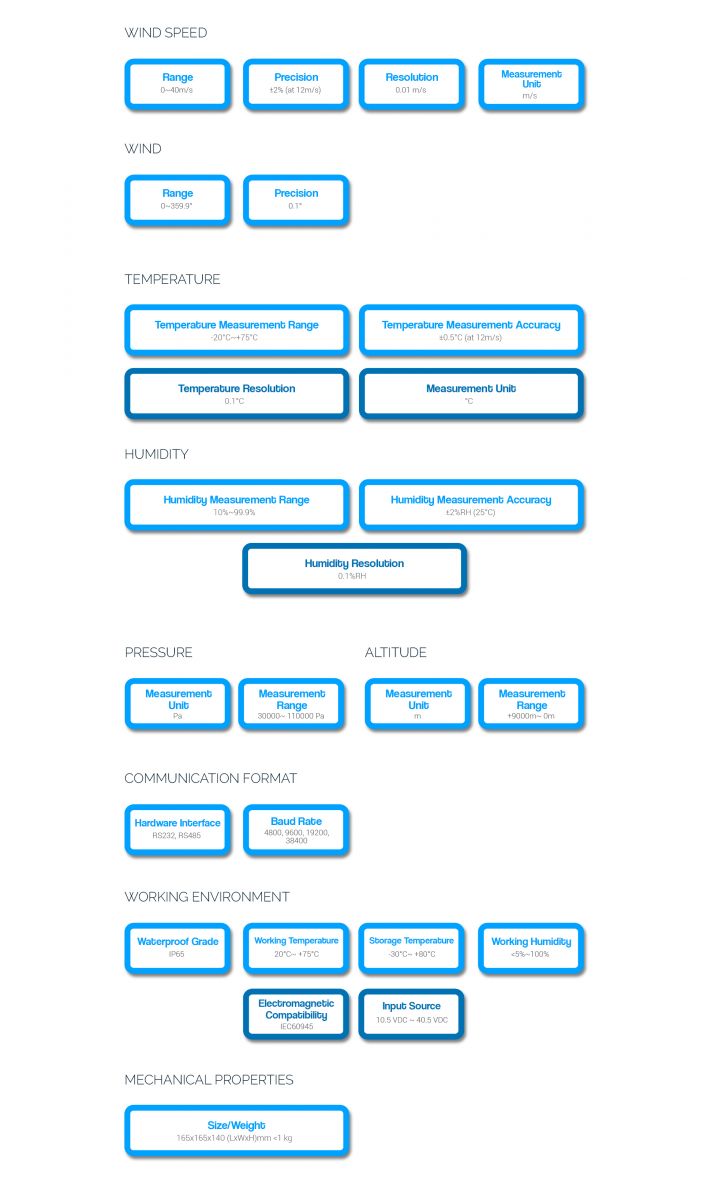 WIND SPEED
Range
0~40m/s
Precision
±2% (at 12m/s)
Resolution
0.01 m/s
Measurement
Unit
m/s
WIND
Range
0~359.9°
Precision
0.1°
TEMPERATURE
Temperature Measurement Range
-20°C~+75°C
Temperature Measurement Accuracy
±0.5°C (at 12m/s)
Temperature Resolution
0.1°C
Measurement Unit
°C
HUMIDITY
Humidity Measurement Range
10%~99.9%
Humidity Measurement Accuracy
±2%RH (25°C)
Humidity Resolution
0.1%RH
PRESSURE
Measurement
Unit
Pa
Measurement
Range
30000~ 110000 Pa
ALTITUDE
Measurement
Unit
m
Measurement
Range
+9000m~ 0m
COMMUNICATION FORMAT
Hardware Interface
RS232, RS485
Baud Rate
4800, 9600, 19200,
38400
WORKING ENVIRONMENT
Waterproof Grade
IP65
Working Temperature
20°C~ +75°C
Storage Temperature
-30°C~ +80°C
Working Humidity
<5%~100%
Electromagnetic
Compatibility
IEC60945
Input Source
10.5 VDC ~ 40.5 VDC
MECHANICAL PROPERTIES
Size/Weight
165x165x140 (LxWxH)mm <1 kg